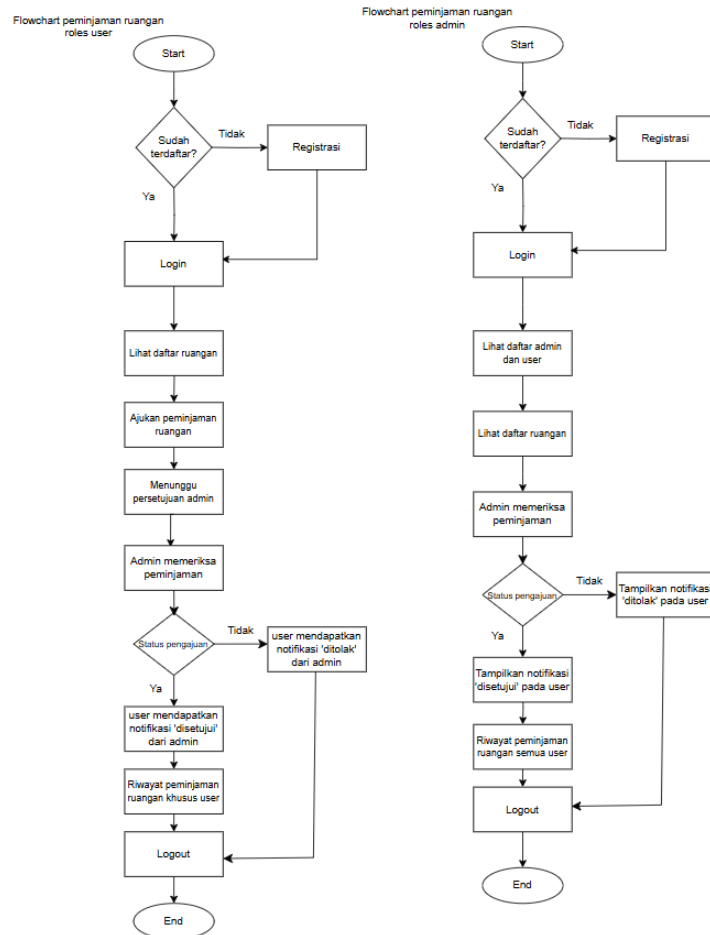 Flowchart peminjaman ruangan
roles user
Start
Sudah
terdaftar?
Tidak
Registrasi
Ya
Login
Lihat daftar ruangan
Ajukan peminjaman
ruangan
Menunggu
persetujuan admin
Admin memeriksa
peminjaman
Status pengajuan
Tidak
user mendapatkan
notifikasi 'ditolak'
dari admin
Ya
user mendapatkan
notifikasi 'disetujui'
dari admin
Riwayat peminjaman
ruangan khusus user
Logout
End
Flowchart peminjaman ruangan
roles admin
Start
Sudah
terdaftar?
Tidak
Registrasi
Ya
Login
Lihat daftar admin
dan user
Lihat daftar ruangan
Admin memeriksa
peminjaman
Status pengajuan
Tidak
Tampilkan notifikasi
'ditolak' pada user
Ya
Tampilkan notifikasi
'disetujui' pada user
Riwayat peminjaman
ruangan semua user
Logout
End